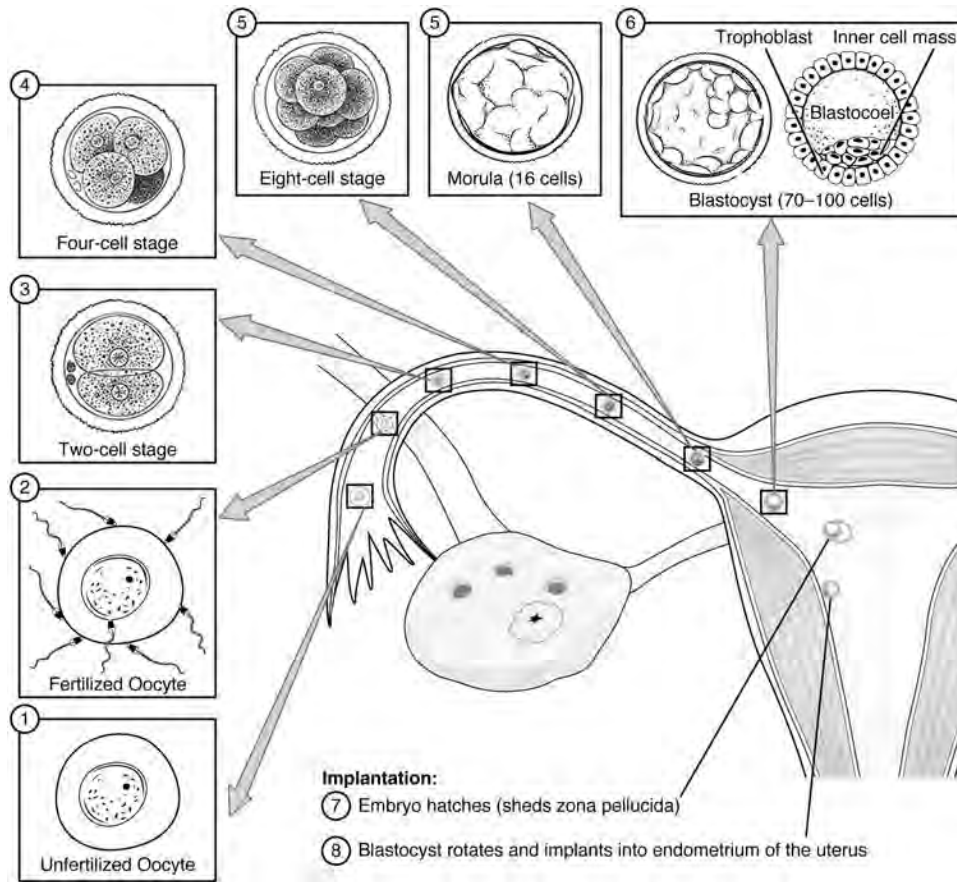 5
Eight-cell stage
5
Morula (16 cells)
6
Trophoblast
Inner cell mass
Blastocoel
Blastocyst (70–100 cells)
4
Four-cell stage
3
Two-cell stage
2
Fertilized Oocyte
1
Unfertilized Oocyte
Implantation:
7 Embryo hatches (sheds zona pellucida)
8 Blastocyst rotates and implants into endometrium of the uterus